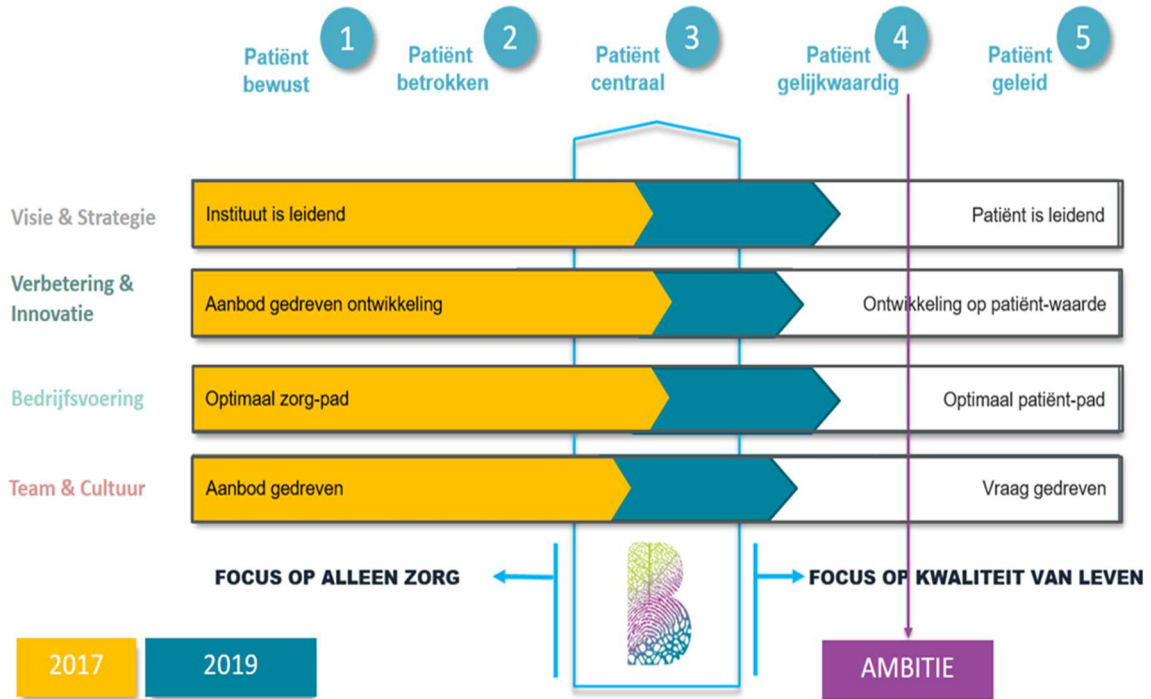 1
Patiënt
bewust
2
Patiënt
betrokken
3
Patiënt
centraal
4
Patiënt
gelijkwaardig
5
Patiënt
geleid
Visie & Strategie
Instituut is leidend
Patiënt is leidend
Verbetering &
Innovatie
Aanbod gedreven ontwikkeling
Ontwikkeling op patiënt-waarde
Bedrijfsvoering
Optimaal zorg-pad
Optimaal patiënt-pad
Team & Cultuur
Aanbod gedreven
Vraag gedreven
FOCUS OP ALLEEN ZORG
B
FOCUS OP KWALITEIT VAN LEVEN
2017
2019
AMBITIE